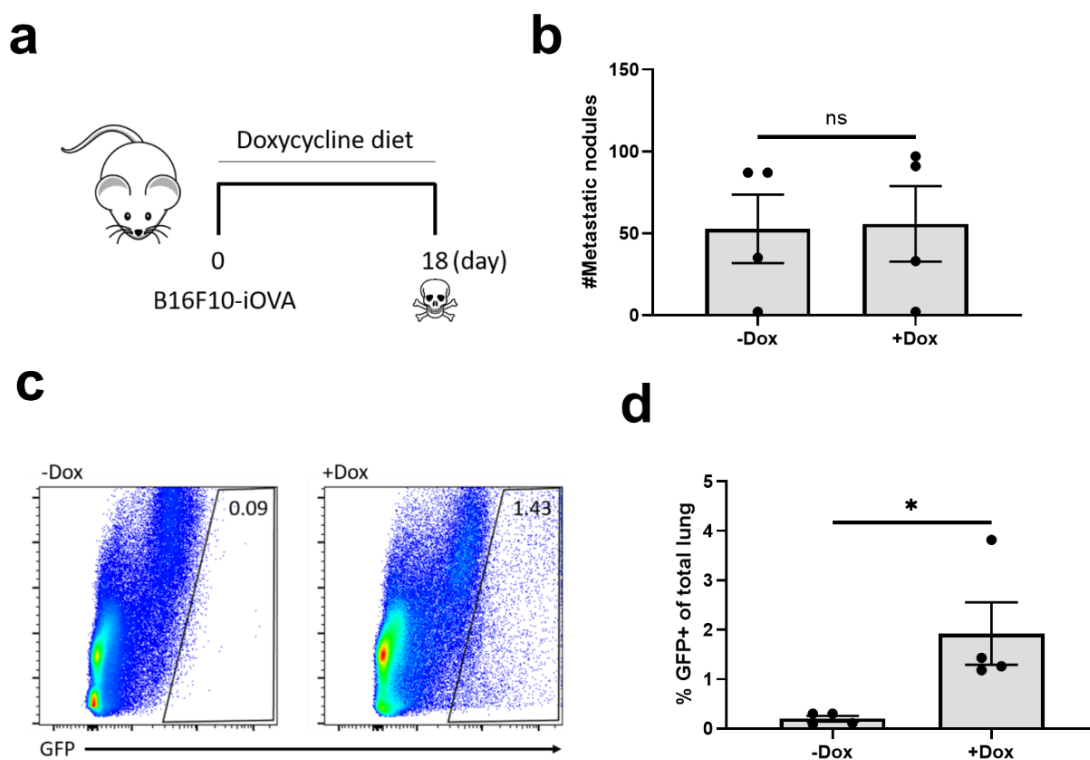 a
Doxycycline diet
0
18 (day)
B16F10-iOVA
b
#Metastatic nodules
150
100
50
0
ns
-Dox
+Dox
c
-Dox
0.09
+Dox
1.43
GFP
d
% GFP+ of total lung
5
4
3
2
1
0
*
-Dox
+Dox